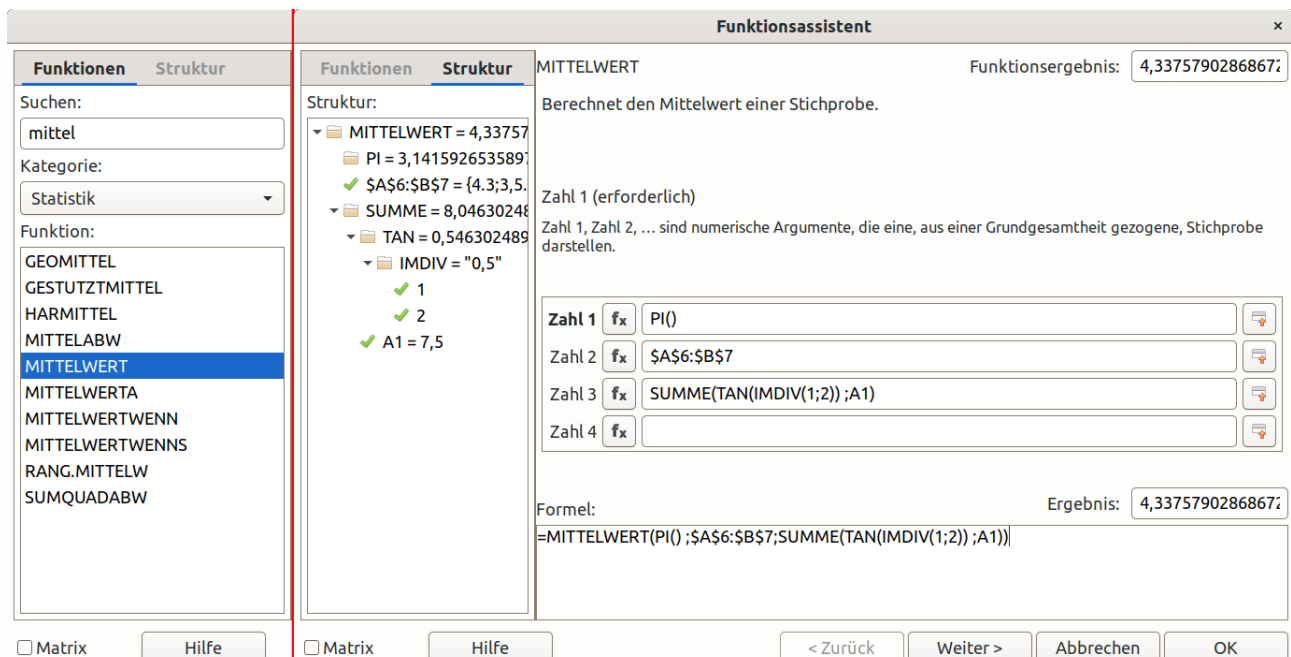 Funktionsassistent
×
Funktionen Struktur
Suchen:
mittel
Kategorie:
Statistik
Funktion:
GEOMITTEL
GESTUTZTMITTEL
HARMITTEL
MITTELABW
MITTELWERT
MITTELWERTA
MITTELWERTWENN
MITTELWERTWENNS
RANG.MITTELW
SUMQUADABW
Matrix
Hilfe
Funktionen Struktur
Struktur:
MITTELWERT = 4,33757
PI = 3,1415926535897
$A$6:$B$7 = {4.3;3,5.
SUMME = 8,04630248
TAN = 0,546302489
IMDIV = "0,5"
1
2
A1 = 7,5
Matrix
Hilfe
MITTELWERT
Funktionsergebnis: 4,33757902868672
Berechnet den Mittelwert einer Stichprobe.
Zahl 1 (erforderlich)
Zahl 1, Zahl 2, … sind numerische Argumente, die eine, aus einer Grundgesamtheit gezogene, Stichprobe
darstellen.
Zahl 1 fx PI()
Zahl 2 fx $A$6:$B$7
Zahl 3 fx SUMME(TAN(IMDIV(1;2)) ;A1)
Zahl 4 fx
Formel:
Ergebnis: 4,33757902868672
=MITTELWERT(PI() ;$A$6:$B$7;SUMME(TAN(IMDIV(1;2)) ;A1))
< Zurück
Weiter >
Abbrechen
OK